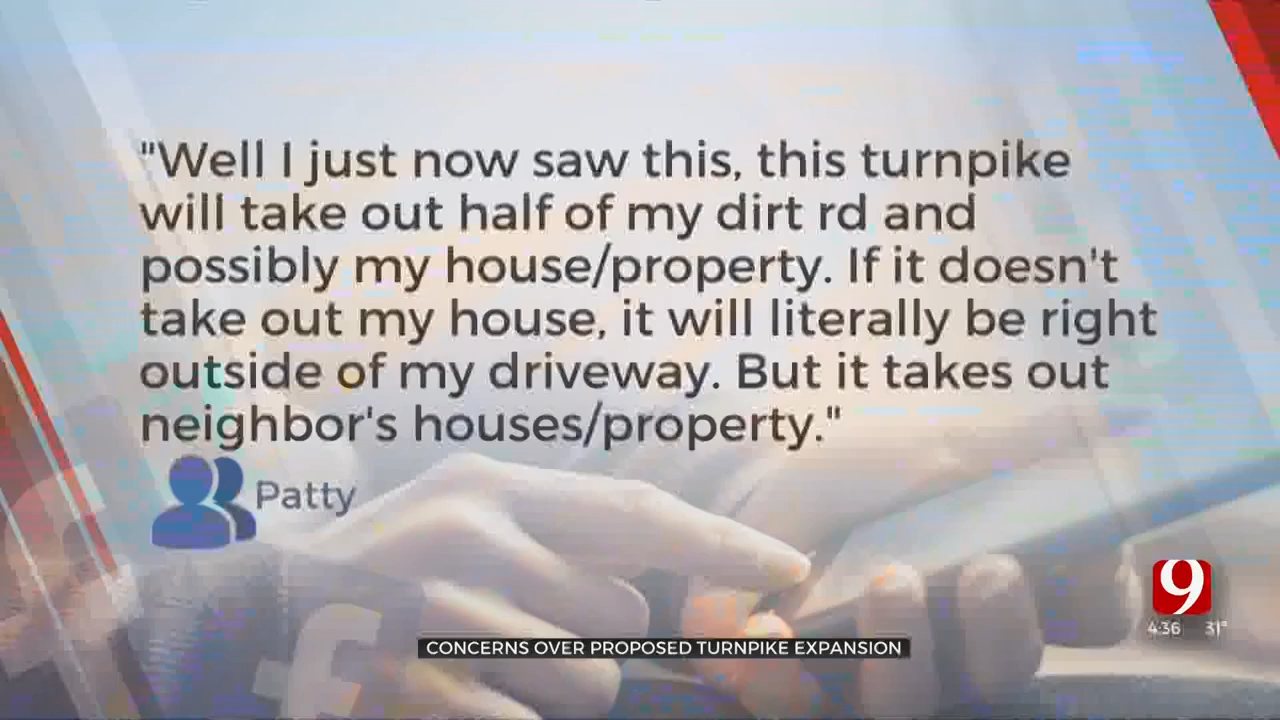 "Well I just now saw this, this turnpike
will take out half of my dirt rd and
possibly my house/property. If it doesn't
take out my house, it will literally be right
outside of my driveway. But it takes out
neighbor's houses/property."
Patty
9
4:36 31°
CONCERNS OVER PROPOSED TURNPIKE EXPANSION